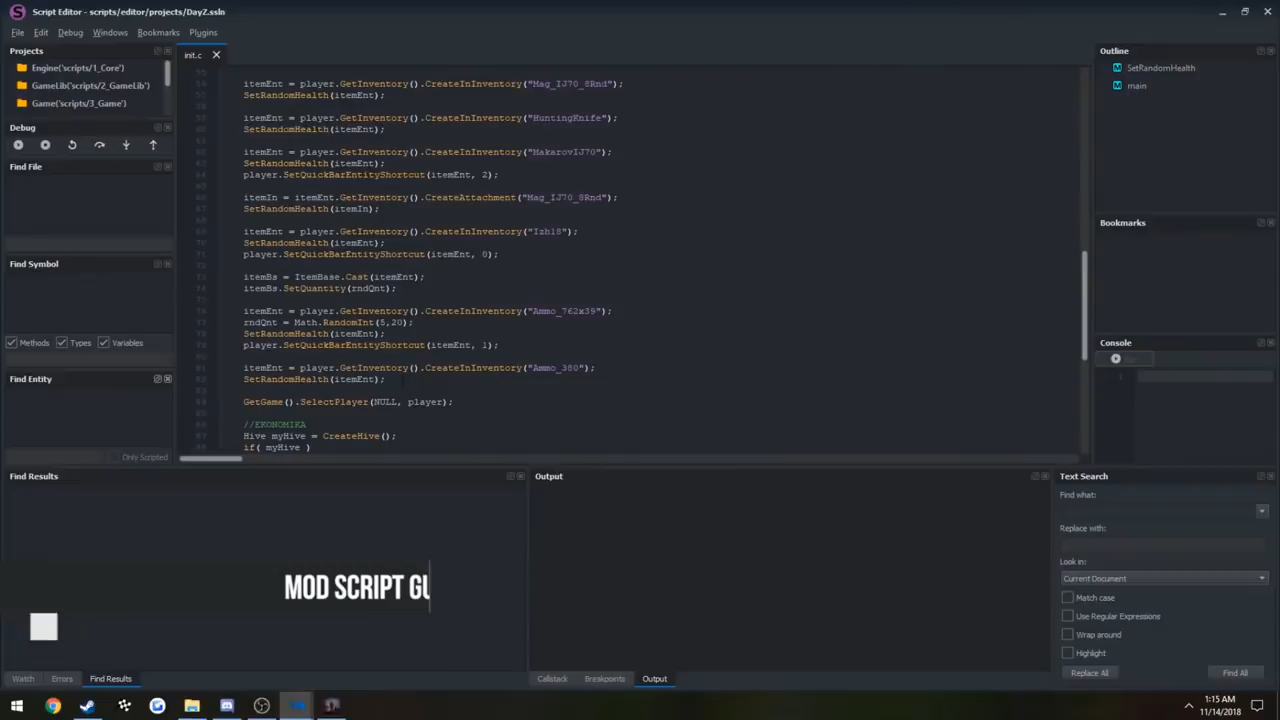 Script Editor - scripts/editor/projects/DayZ.ssln
File Edit Debug Windows Bookmarks Plugins
Projects
Engine('scripts/1_Core')
GameLib('scripts/2_GameLib')
Game('scripts/3_Game')
Debug
Find File
Find Symbol
Methods Types Variables
Find Entity
Only Scripted
init.c
itemEnt = player.GetInventory().CreateInInventory("Mag_IJ70_8Rnd");
SetRandomHealth(itemEnt);
itemEnt = player.GetInventory().CreateInInventory("HuntingKnife");
SetRandomHealth(itemEnt);
itemEnt = player.GetInventory().CreateInInventory("MakarovIJ70");
SetRandomHealth(itemEnt);
player.SetQuickBarEntityShortcut(itemEnt, 2);
itemIn = itemEnt.GetInventory().CreateAttachment("Mag_IJ70_8Rnd");
SetRandomHealth(itemIn);
itemEnt = player.GetInventory().CreateInInventory("Izh18");
SetRandomHealth(itemEnt);
player.SetQuickBarEntityShortcut(itemEnt, 0);
itemBs = ItemBase.Cast(itemEnt);
itemBs.SetQuantity(rndQnt);
itemEnt = player.GetInventory().CreateInInventory("Ammo_762x39");
rndQnt = Math.RandomInt(5,20);
SetRandomHealth(itemEnt);
player.SetQuickBarEntityShortcut(itemEnt, 1);
itemEnt = player.GetInventory().CreateInInventory("Ammo_380");
SetRandomHealth(itemEnt);
GetGame().SelectPlayer(NULL, player);
//EKONOMIKA
Hive myHive = CreateHive();
if( myHive )
Outline
SetRandomHealth
main
Bookmarks
Console
1
Find Results
MOD SCRIPT GU
Watch Errors Find Results
Output
Callstack Breakpoints Output
Text Search
Find what:
Replace with:
Look in:
Current Document
Match case
Use Regular Expressions
Wrap around
Highlight
Replace All Find All
1:15 AM
11/14/2018